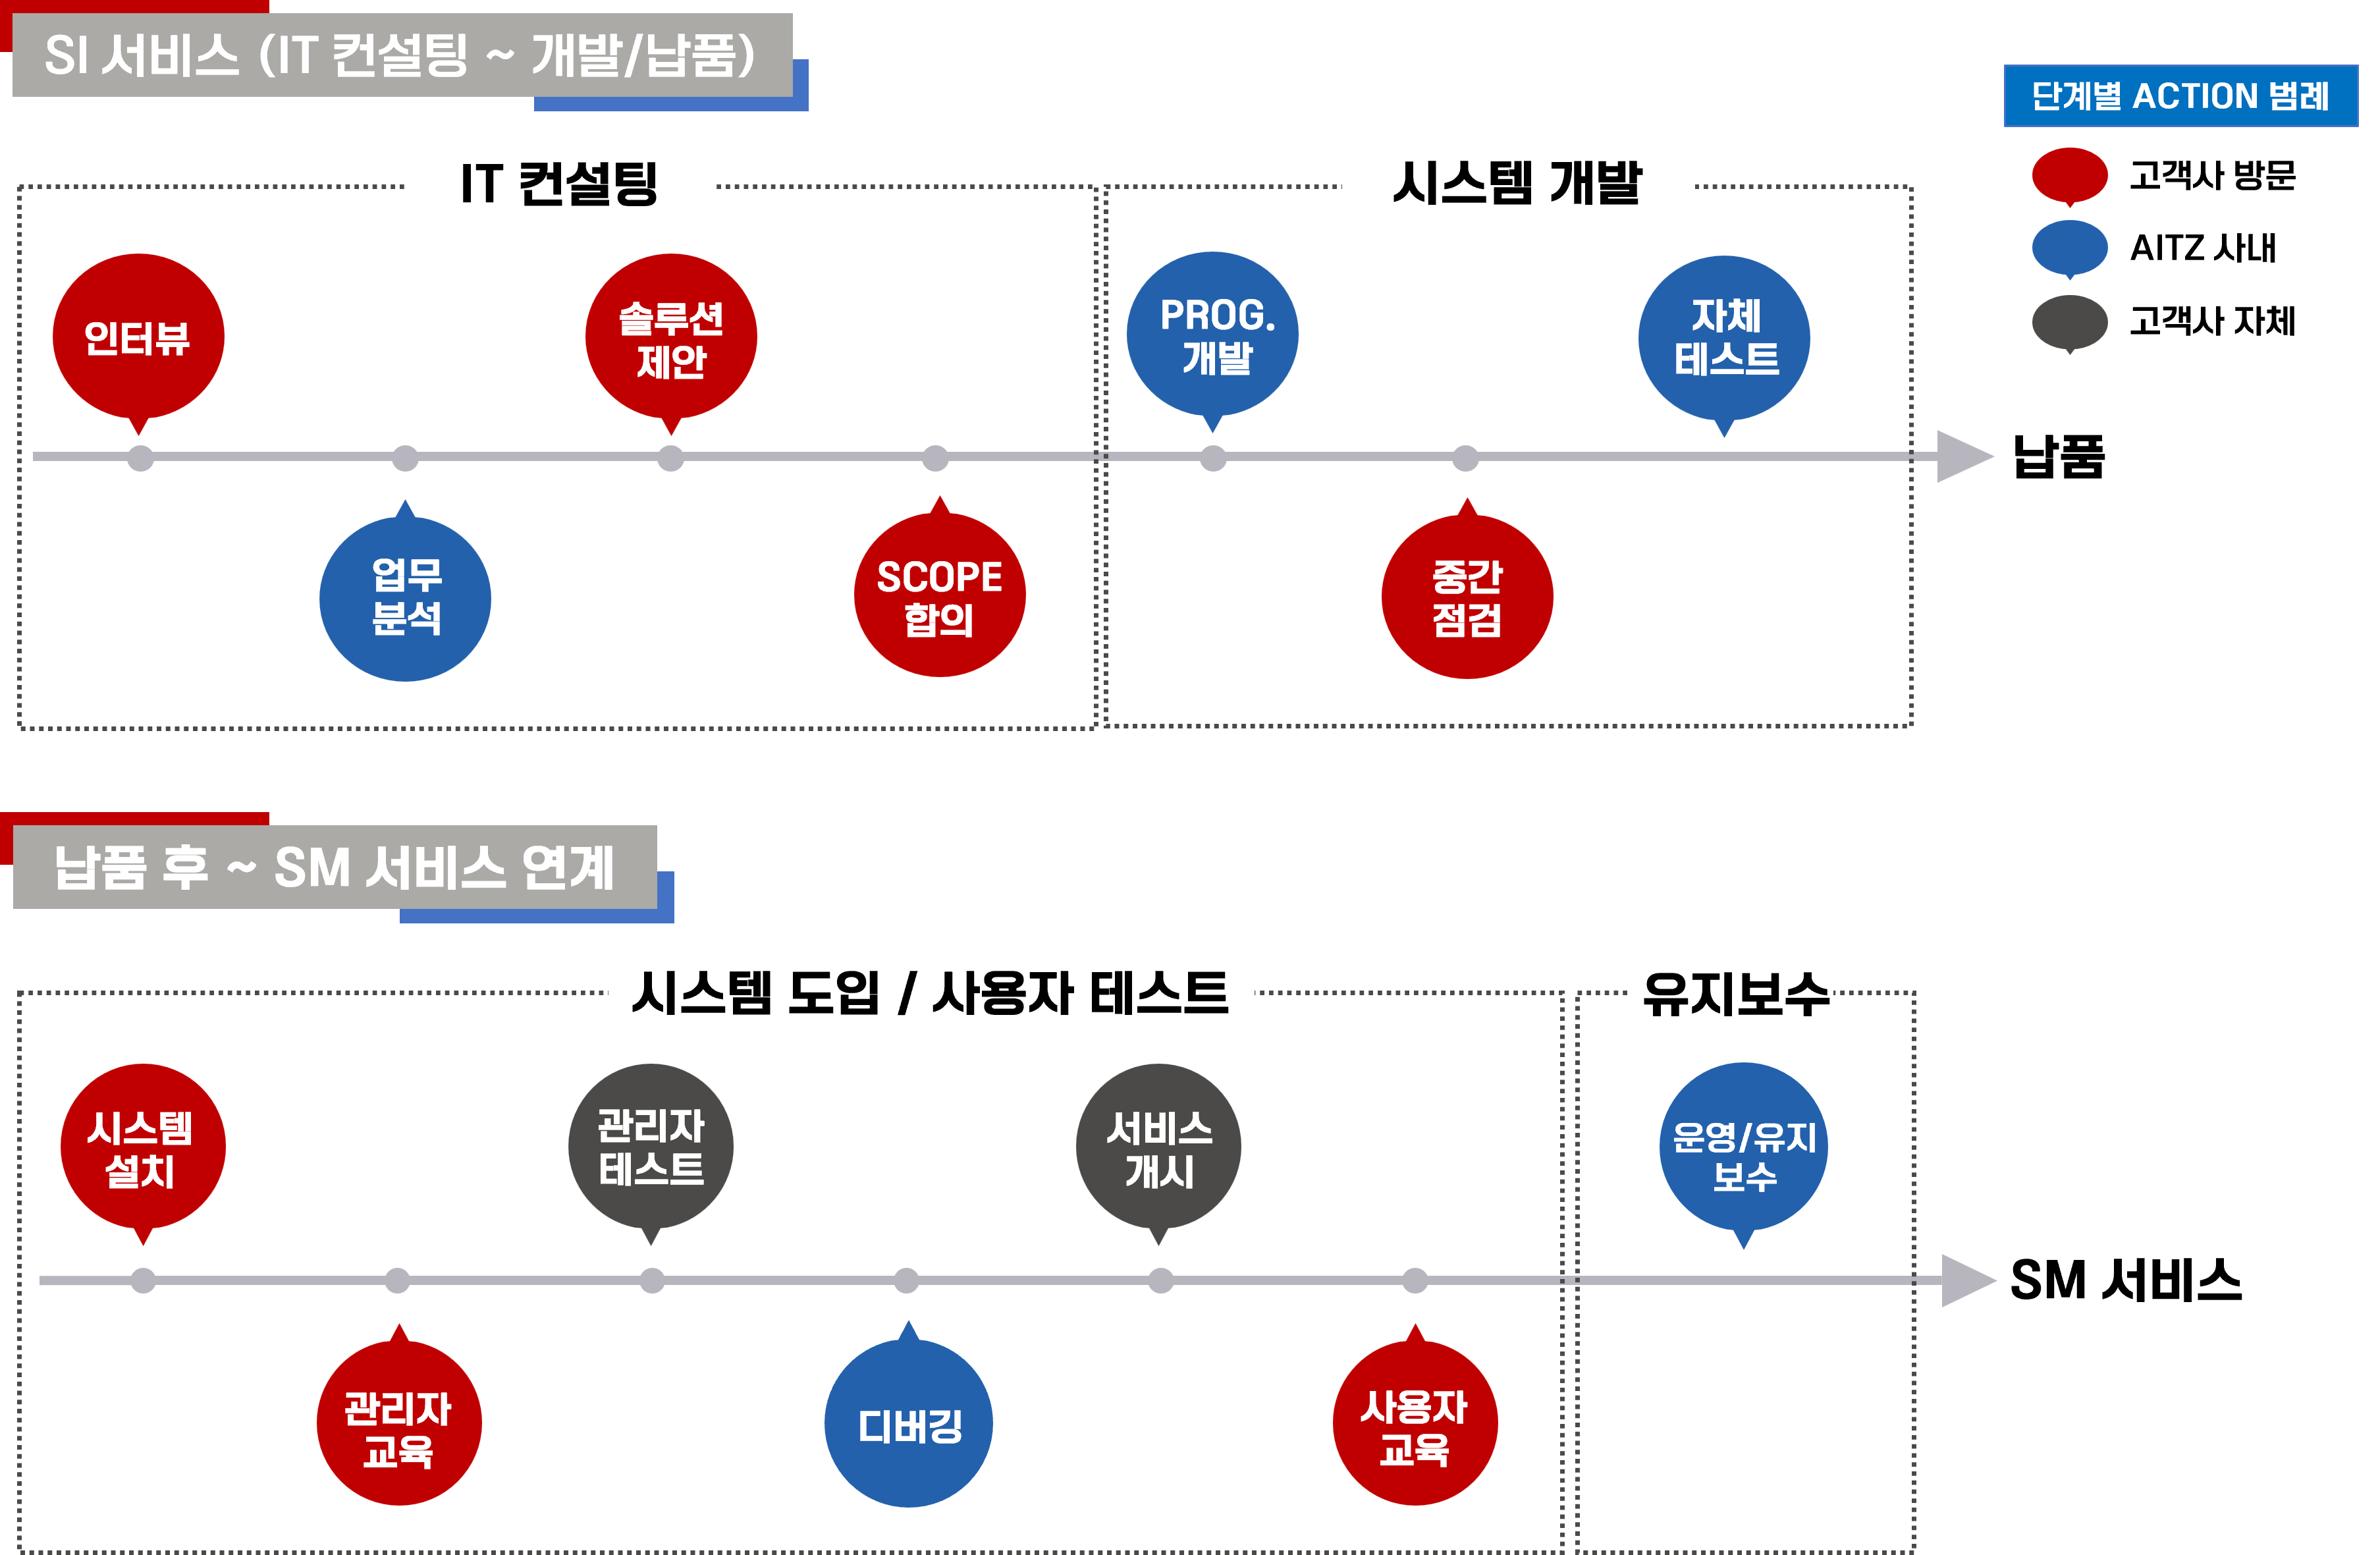 SI 서비스 (IT 컨설팅 ~ 개발/납품)
단계별 ACTION 범례
고객사 방문
AITZ 사내
고객사 자체
IT 컨설팅
시스템 개발
인터뷰
솔루션
제안
PROG.
개발
자체
테스트
납품
업무
분석
SCOPE
합의
중간
점검
납품 후 ~ SM 서비스 연계
시스템 도입 / 사용자 테스트
유지보수
시스템
설치
관리자
테스트
서비스
개시
운영/유지
보수
SM 서비스
관리자
교육
디버깅
사용자
교육